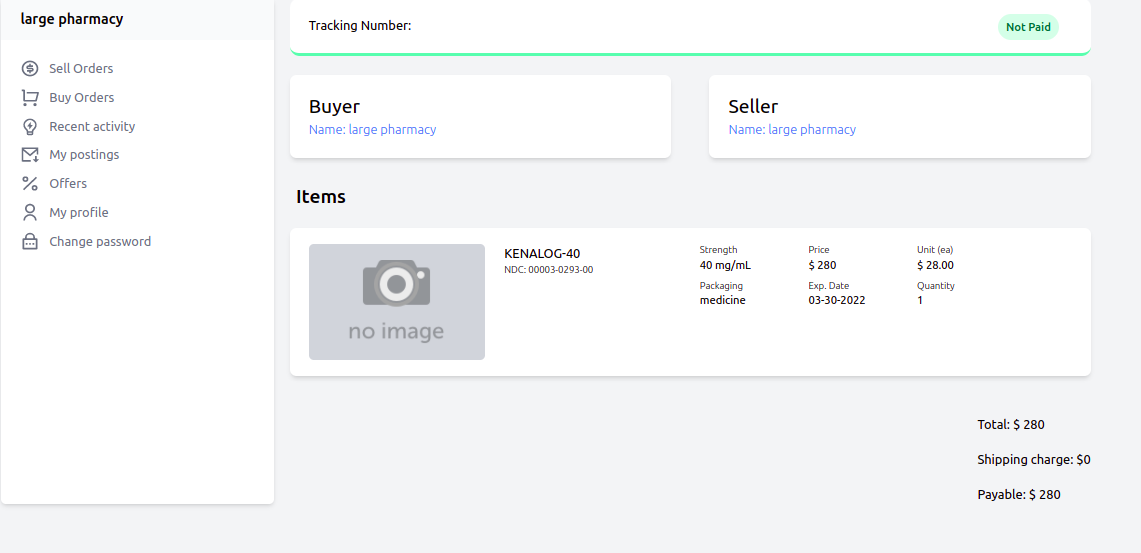 large pharmacy
Sell Orders
Buy Orders
Recent activity
My postings
Offers
My profile
Change password
Tracking Number:
Not Paid
Buyer
Name: large pharmacy
Seller
Name: large pharmacy
Items
no image
KENALOG-40
NDC: 00003-0293-00
Strength Price Unit (ea)
40 mg/mL $ 280 $ 28.00
Packaging Exp. Date Quantity
medicine 03-30-2022 1
Total: $ 280
Shipping charge: $0
Payable: $ 280